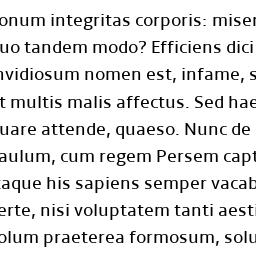 onum integritas corporis: miser
uo tandem modo? Efficiens dici
nvidiosum nomen est, infame, s
t multis malis affectus. Sed hae
uare attende, quaeso. Nunc de
aulum, cum regem Persem capt
taque his sapiens semper vacab
erte, nisi voluptatem tanti aesti
olum praeterea formosum, solu